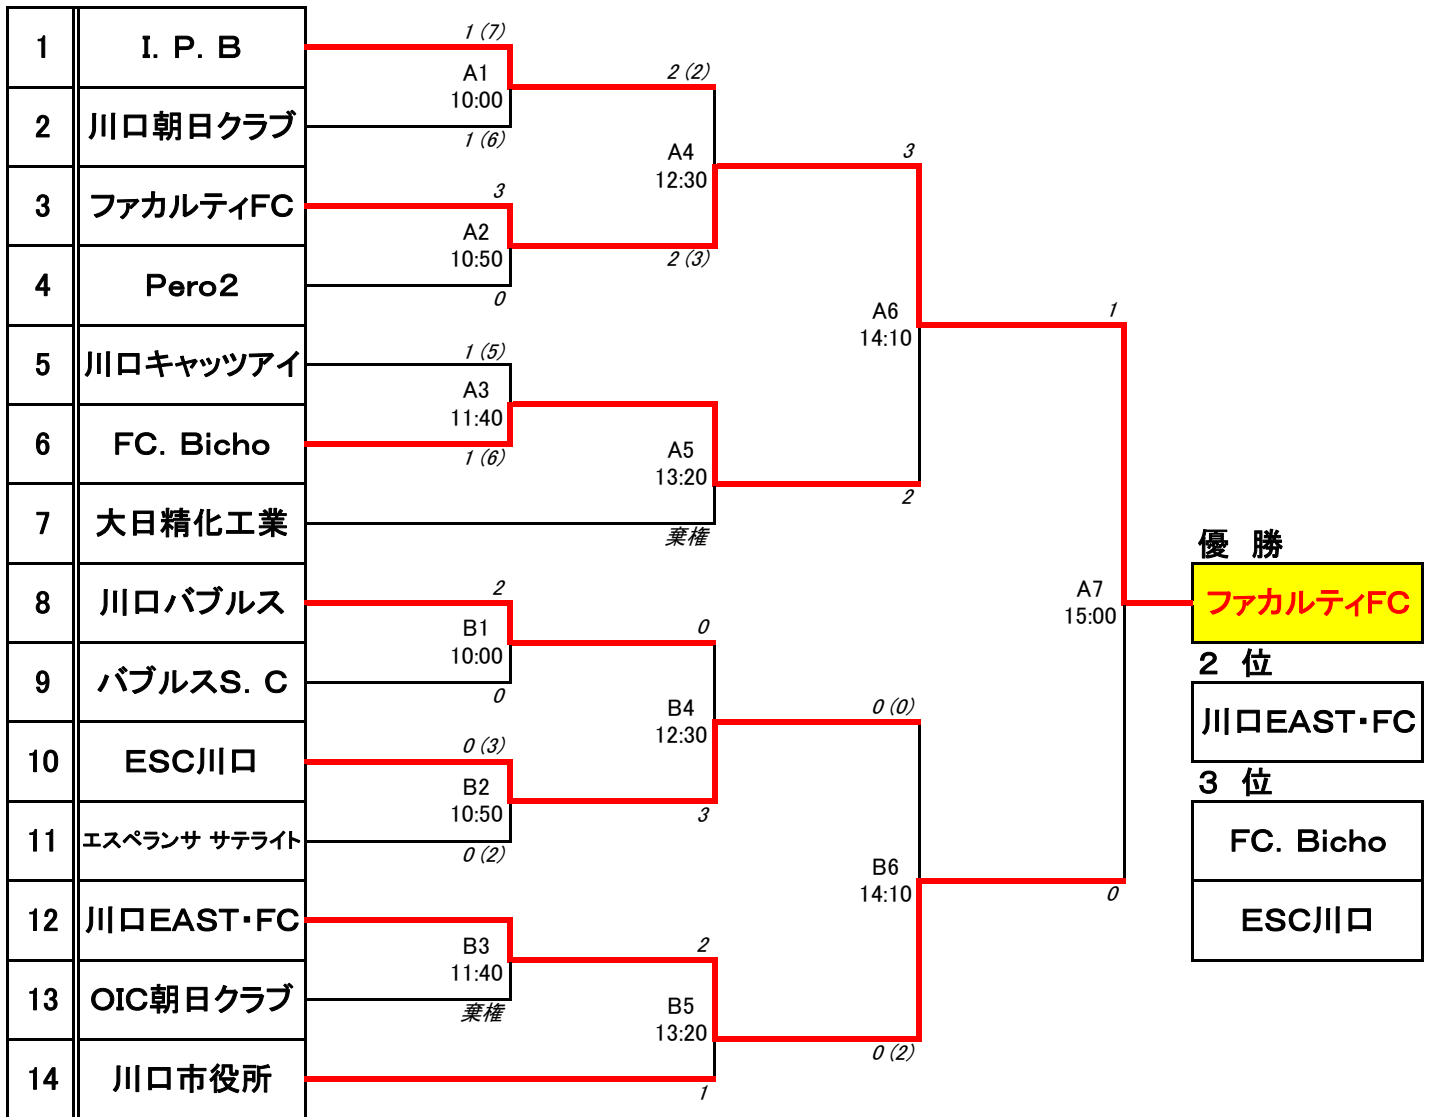 1 I．P．B
2 川口朝日クラブ
3 ファカルティFC
4 Pero2
5 川口キャッツアイ
6 FC．Bicho
7 大日精化工業
8 川口バブルス
9 バブルスS．C
10 ESC川口
11 エスペランサ サテライト
12 川口EAST・FC
13 OIC朝日クラブ
14 川口市役所
1 (7)
A1
10:00
1 (6)
3
A2
10:50
0
1 (5)
A3
11:40
1 (6)
2
B1
10:00
0
0 (3)
B2
10:50
0 (2)
B3
11:40
棄権
2 (2)
A4
12:30
2 (3)
A5
13:20
棄権
0
B4
12:30
3
2
B5
13:20
1
3
A6
14:10
2
0 (0)
B6
14:10
0 (2)
1
A7
15:00
0
優 勝
ファカルティFC
2 位
川口EAST・FC
3 位
FC．Bicho
ESC川口